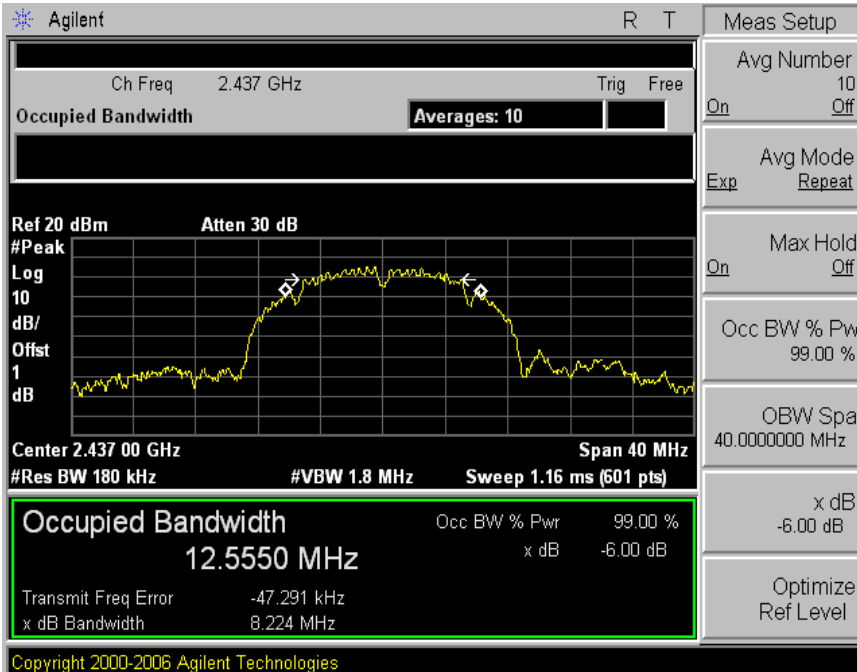 Agilent R T
Ch Freq 2.437 GHz Trig Free
Occupied Bandwidth Averages: 10
Ref 20 dBm Atten 30 dB
#Peak
Log
10
dB/
Offst
1
dB
Center 2.437 00 GHz Span 40 MHz
#Res BW 180 kHz #VBW 1.8 MHz Sweep 1.16 ms (601 pts)
Occupied Bandwidth Occ BW % Pwr 99.00 %
12.5550 MHz x dB -6.00 dB
Transmit Freq Error -47.291 kHz
x dB Bandwidth 8.224 MHz
Copyright 2000-2006 Agilent Technologies
Meas Setup
Avg Number
10
On Off
Avg Mode
Exp Repeat
Max Hold
On Off
Occ BW % Pw
99.00 %
OBW Spa
40.0000000 MHz
x dB
-6.00 dB
Optimize
Ref Level